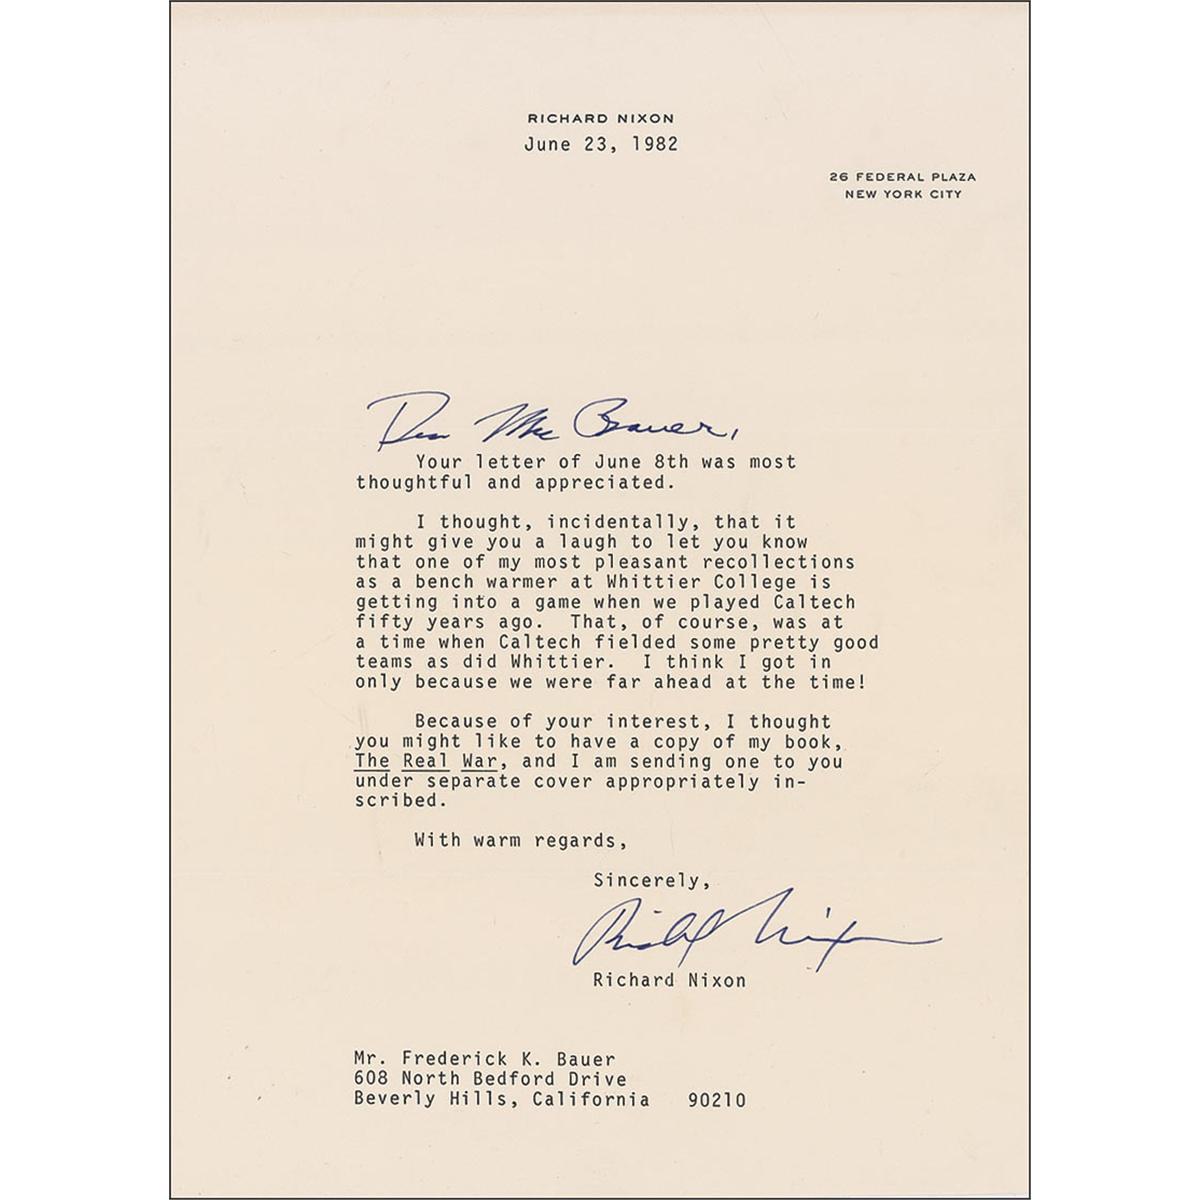 RICHARD NIXON
June 23, 1982
26 FEDERAL PLAZA
NEW YORK CITY
Dear Mr Bauer,
Your letter of June 8th was most
thoughtful and appreciated.
I thought, incidentally, that it
might give you a laugh to let you know
that one of my most pleasant recollections
as a bench warmer at Whittier College is
getting into a game when we played Caltech
fifty years ago. That, of course, was at
a time when Caltech fielded some pretty good
teams as did Whittier. I think I got in
only because we were far ahead at the time!
Because of your interest, I thought
you might like to have a copy of my book,
The Real War, and I am sending one to you
under separate cover appropriately in-
scribed.
With warm regards,
Sincerely,
Richard Nixon
Richard Nixon
Mr. Frederick K. Bauer
608 North Bedford Drive
Beverly Hills, California 90210